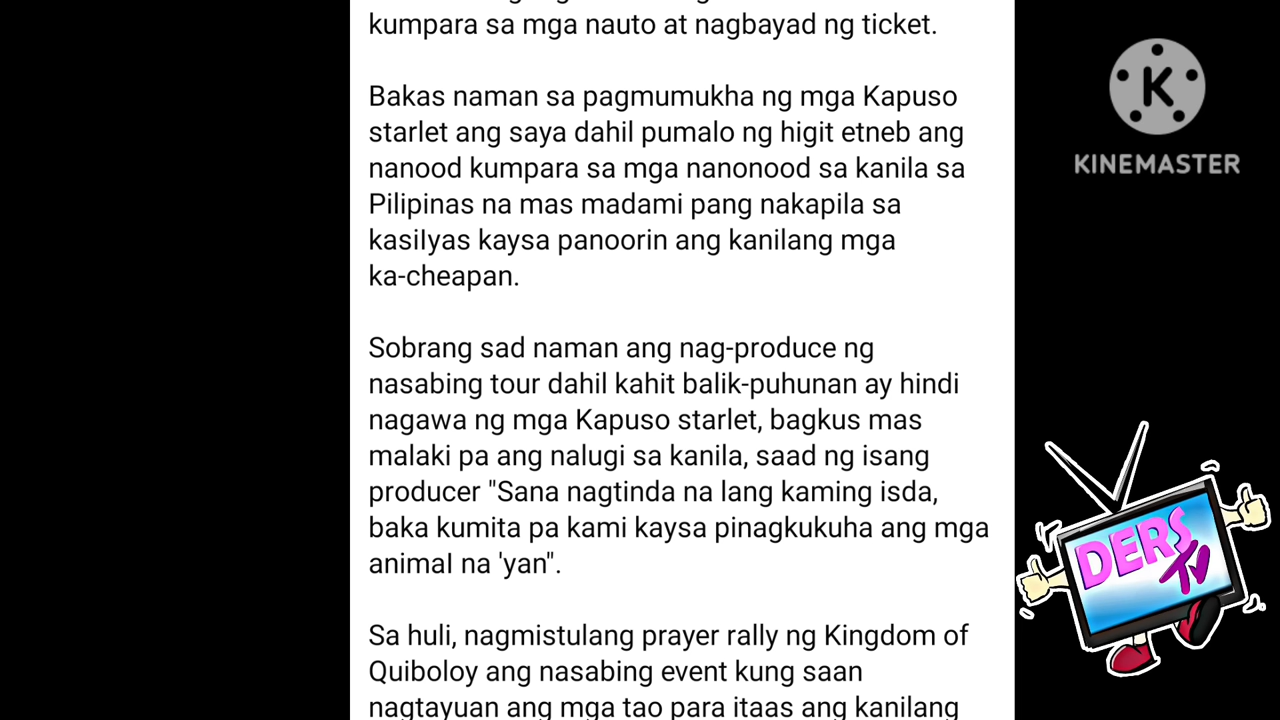 kumpara sa mga nauto at nagbayad ng ticket.
Bakas naman sa pagmumukha ng mga Kapuso
starlet ang saya dahil pumalo ng higit etneb ang
nanood kumpara sa mga nanonood sa kanila sa
Pilipinas na mas madami pang nakapila sa
kasilyas kaysa panoorin ang kanilang mga
ka-cheapan.
Sobrang sad naman ang nag-produce ng
nasabing tour dahil kahit balik-puhunan ay hindi
nagawa ng mga Kapuso starlet, bagkus mas
malaki pa ang nalugi sa kanila, saad ng isang
producer "Sana nagtinda na lang kaming isda,
baka kumita pa kami kaysa pinagkukuha ang mga
animal na 'yan".
Sa huli, nagmistulang prayer rally ng Kingdom of
Quiboloy ang nasabing event kung saan
nagtayuan ang mga tao para itaas ang kanilang
K
KINEMASTER
DERS
TV